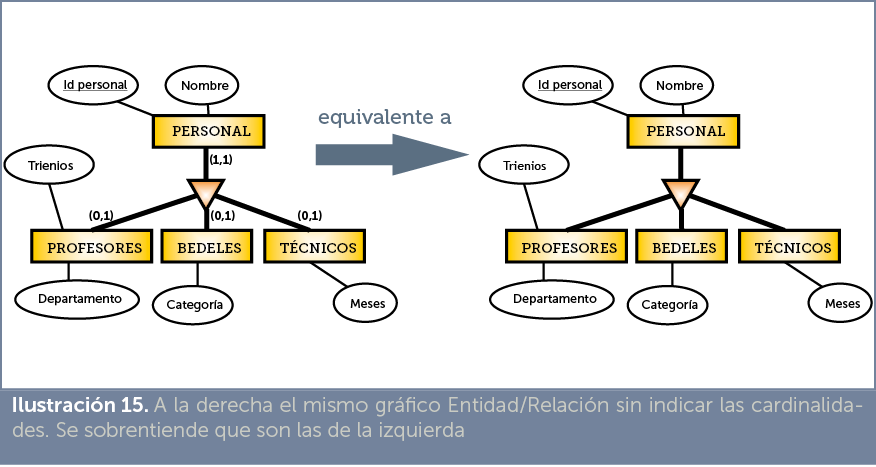 Id personal
Nombre
PERSONAL
(1,1)
Trienios
(0,1)
(0,1)
(0,1)
PROFESORES
BEDELES
TÉCNICOS
Departamento
Categoría
Meses
equivalente a
Id personal
Nombre
PERSONAL
Trienios
PROFESORES
BEDELES
TÉCNICOS
Departamento
Categoría
Meses
Ilustración 15. A la derecha el mismo gráfico Entidad/Relación sin indicar las cardinalida-
des. Se sobrentiende que son las de la izquierda